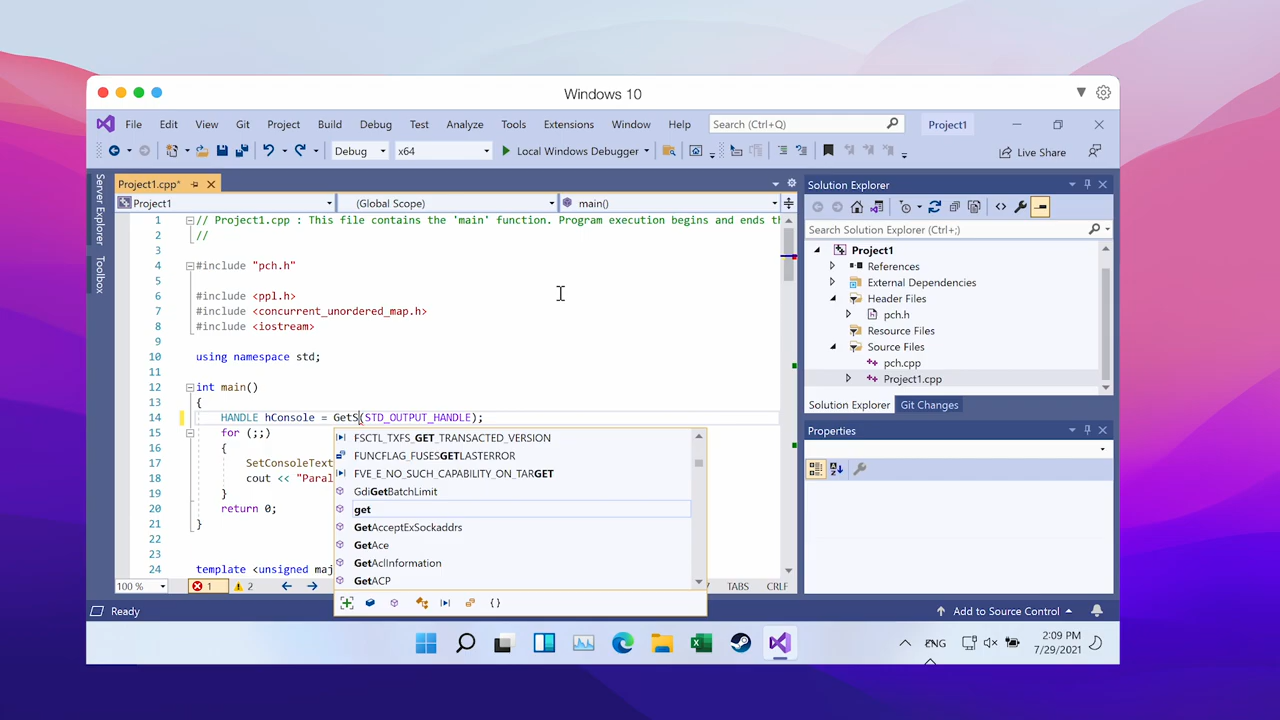 Windows 10
File Edit View Git Project Build Debug Test Analyze Tools Extensions Window Help Search (Ctrl+Q) Project1
Debug x64 Local Windows Debugger Live Share
Server Explorer
Toolbox
Project1.cpp*
Project1 (Global Scope) main()
1 // Project1.cpp : This file contains the 'main' function. Program execution begins and ends th
2 //
3
4 #include "pch.h"
5
6 #include <ppl.h>
7 #include <concurrent_unordered_map.h>
8 #include <iostream>
9
10 using namespace std;
11
12 int main()
13 {
14 HANDLE hConsole = GetS(STD_OUTPUT_HANDLE);
15 for (;;)
16 {
17 SetConsoleText
18 cout << "Paral
19 }
20 return 0;
21 }
22
23
24 template <unsigned maj
FSCTL_TXFS_GET_TRANSACTED_VERSION
FUNCFLAG_FUSESGETLASTERROR
FVE_E_NO_SUCH_CAPABILITY_ON_TARGET
GdiGetBatchLimit
get
GetAcceptExSockaddrs
GetAce
GetAclInformation
GetACP
{ }
100 % 1 2 TABS CRLF
Solution Explorer
Search Solution Explorer (Ctrl+;)
Project1
References
External Dependencies
Header Files
pch.h
Resource Files
Source Files
pch.cpp
Project1.cpp
Solution Explorer Git Changes
Properties
Ready Add to Source Control
ENG 2:09 PM
7/29/2021